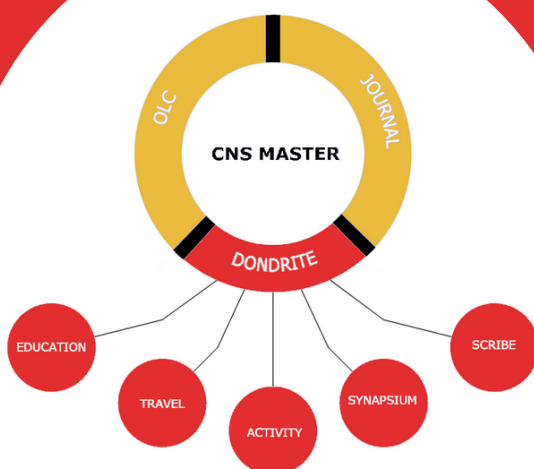 OLC
JOURNAL
CNS MASTER
DONDRITE
EDUCATION
TRAVEL
ACTIVITY
SYNAPSIUM
SCRIBE